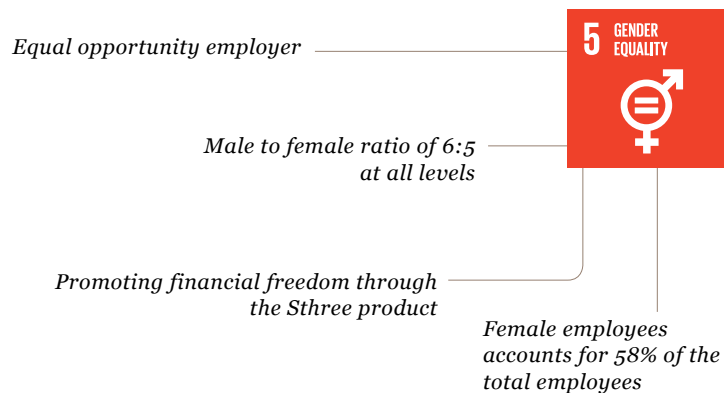 5 GENDER
EQUALITY
Equal opportunity employer
Male to female ratio of 6:5
at all levels
Promoting financial freedom through
the Sthree product
Female employees
accounts for 58% of the
total employees